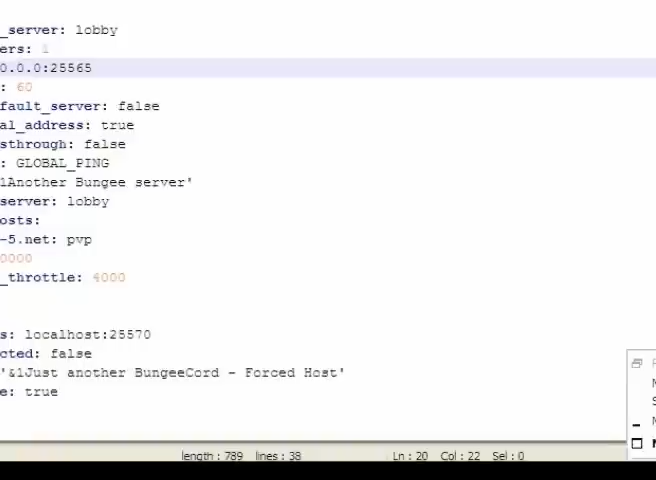 _server: lobby
ers: 1
0.0.0:25565
: 60
fault_server: false
al_address: true
sthrough: false
: GLOBAL_PING
1Another Bungee server'
server: lobby
osts:
-5.net: pvp
0000
_throttle: 4000
s: localhost:25570
cted: false
'&1Just another BungeeCord - Forced Host'
e: true
length : 789 lines : 38 Ln : 20 Col : 22 Sel : 0